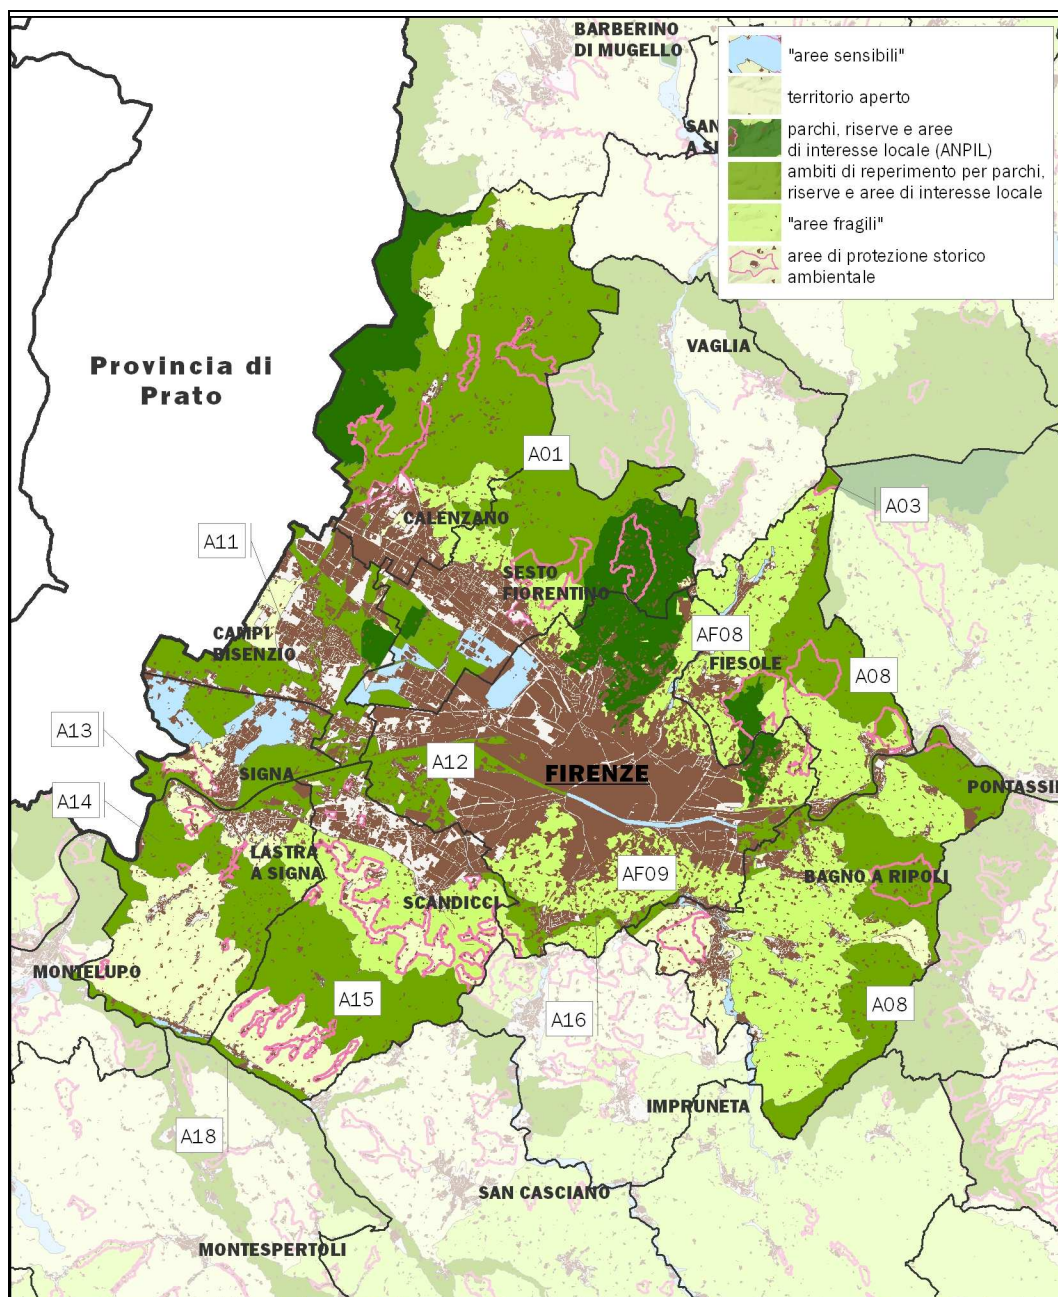 BARBERINO
DI MUGELLO
"aree sensibili"
territorio aperto
parchi, riserve e aree
di interesse locale (ANPIL)
ambiti di reperimento per parchi,
riserve e aree di interesse locale
"aree fragili"
aree di protezione storico
ambientale
SAN
VAGLIA
Provincia di
Prato
A01
A03
CALENZANO
A11
SESTO
FIORENTINO
CAMPI
BISENZIO
AF08
FIESOLE
A08
A13
A12
SIGNA
FIRENZE
PONTASSIE
A14
LASTRA
A SIGNA
AF09
BAGNO A RIPOLI
SCANDICCI
MONTELUPO
A15
A16
A08
IMPRUNETA
A18
SAN CASCIANO
MONTESPERTOLI